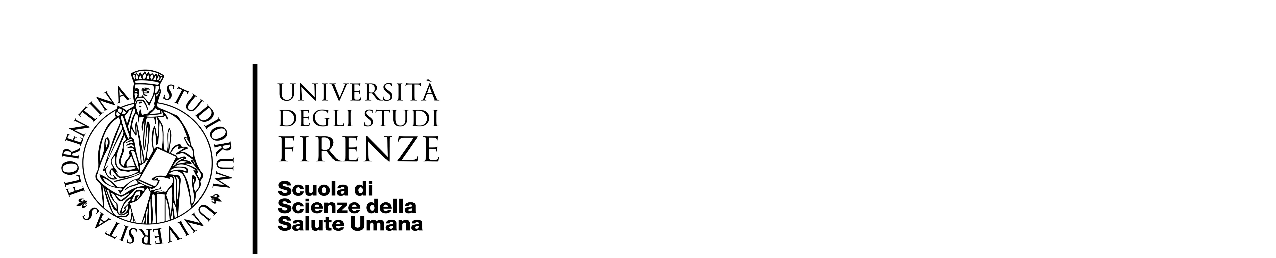 FLORENTINA STUDIORUM UNIVERSITAS
UNIVERSITÀ
DEGLI STUDI
FIRENZE
Scuola di
Scienze della
Salute Umana